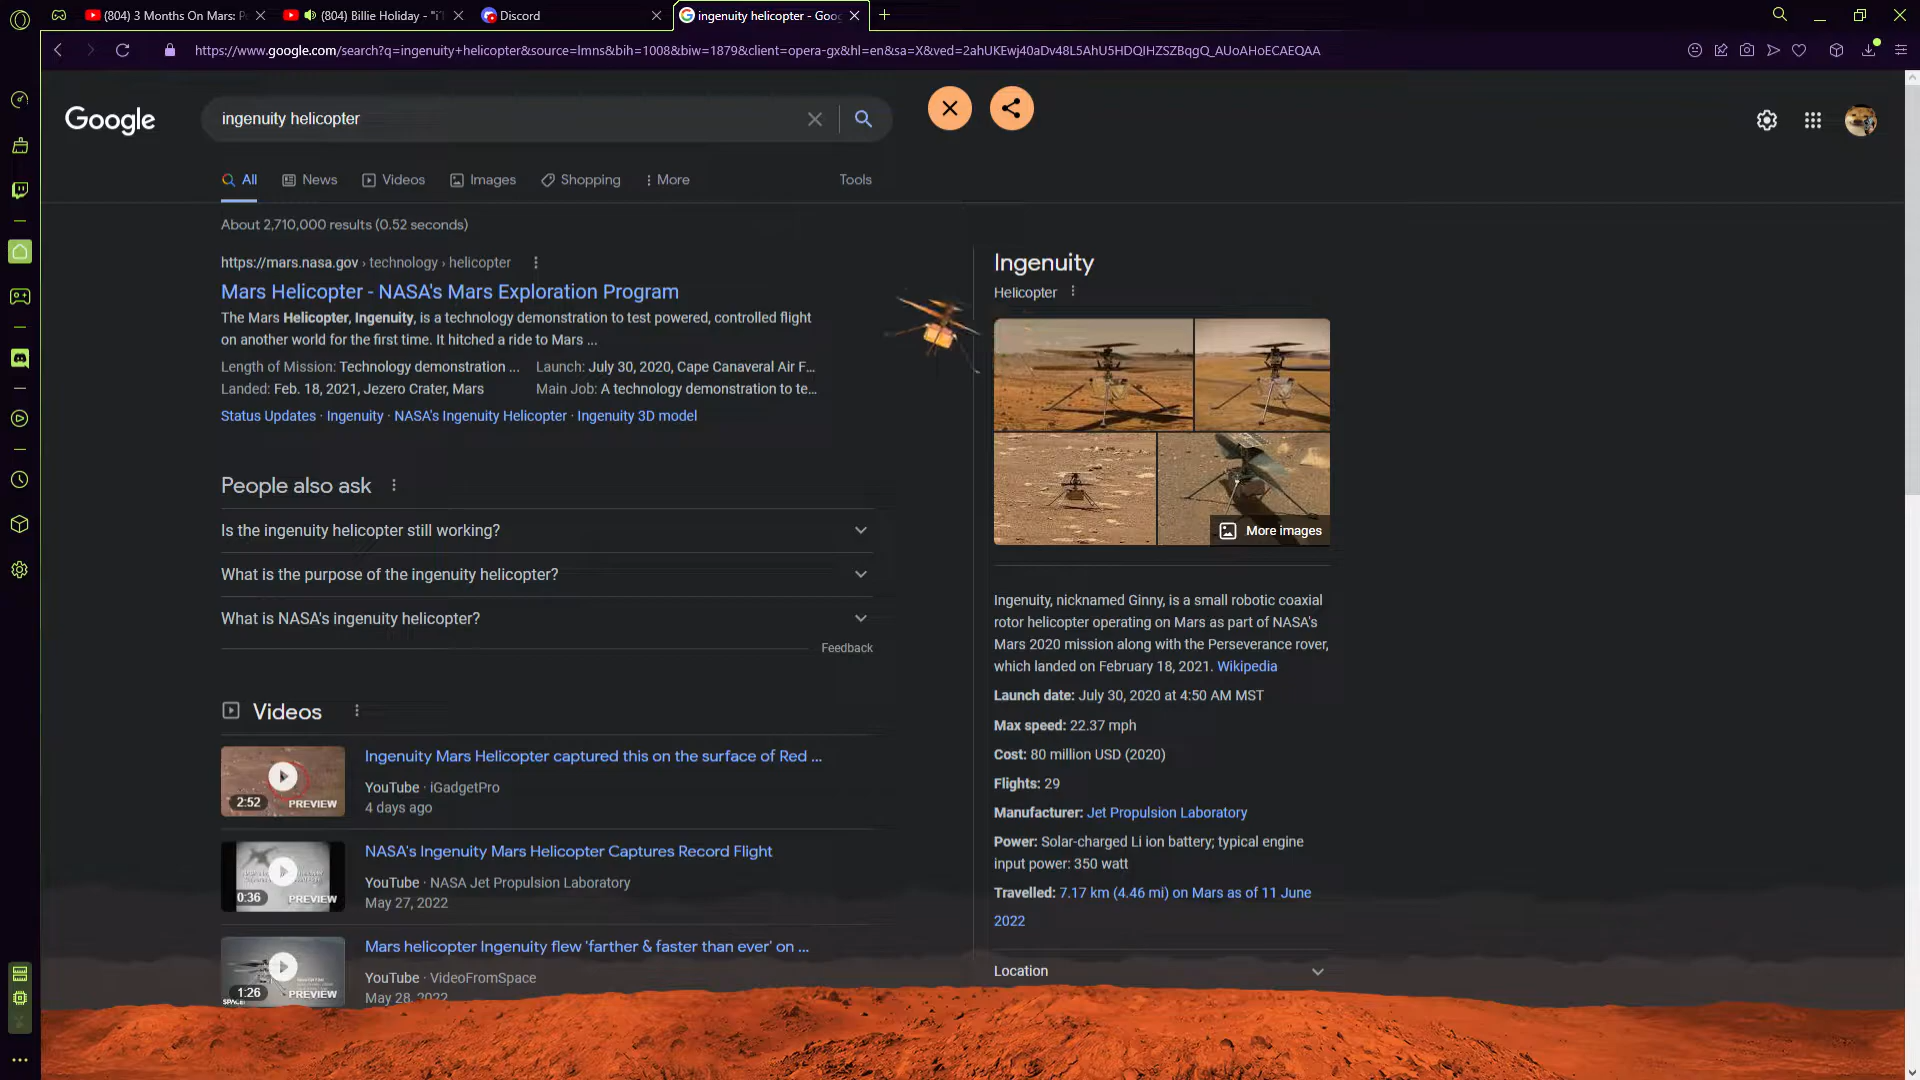 (804) 3 Months On Mars: P
(804) Billie Holiday - "I'
Discord
ingenuity helicopter - Goog
https://www.google.com/search?q=ingenuity+helicopter&source=lmns&bih=1008&biw=1879&client=opera-gx&hl=en&sa=X&ved=2ahUKEwj40aDv48L5AhU5HDQIHZSZBqgQ_AUoAHoECAEQAA
Google
ingenuity helicopter
All
News
Videos
Images
Shopping
More
Tools
About 2,710,000 results (0.52 seconds)
https://mars.nasa.gov › technology › helicopter
Mars Helicopter - NASA's Mars Exploration Program
The Mars Helicopter, Ingenuity, is a technology demonstration to test powered, controlled flight
on another world for the first time. It hitched a ride to Mars ...
Length of Mission: Technology demonstration ...
Launch: July 30, 2020, Cape Canaveral Air F...
Landed: Feb. 18, 2021, Jezero Crater, Mars
Main Job: A technology demonstration to te...
Status Updates · Ingenuity · NASA's Ingenuity Helicopter · Ingenuity 3D model
People also ask
Is the ingenuity helicopter still working?
What is the purpose of the ingenuity helicopter?
What is NASA's ingenuity helicopter?
Feedback
Videos
2:52
PREVIEW
Ingenuity Mars Helicopter captured this on the surface of Red ...
YouTube · iGadgetPro
4 days ago
0:36
PREVIEW
NASA's Ingenuity Mars Helicopter Captures Record Flight
YouTube · NASA Jet Propulsion Laboratory
May 27, 2022
1:26
PREVIEW
Mars helicopter Ingenuity flew 'farther & faster than ever' on ...
YouTube · VideoFromSpace
May 28, 2022
Ingenuity
Helicopter
More images
Ingenuity, nicknamed Ginny, is a small robotic coaxial
rotor helicopter operating on Mars as part of NASA's
Mars 2020 mission along with the Perseverance rover,
which landed on February 18, 2021. Wikipedia
Launch date: July 30, 2020 at 4:50 AM MST
Max speed: 22.37 mph
Cost: 80 million USD (2020)
Flights: 29
Manufacturer: Jet Propulsion Laboratory
Power: Solar-charged Li ion battery; typical engine
input power: 350 watt
Travelled: 7.17 km (4.46 mi) on Mars as of 11 June
2022
Location